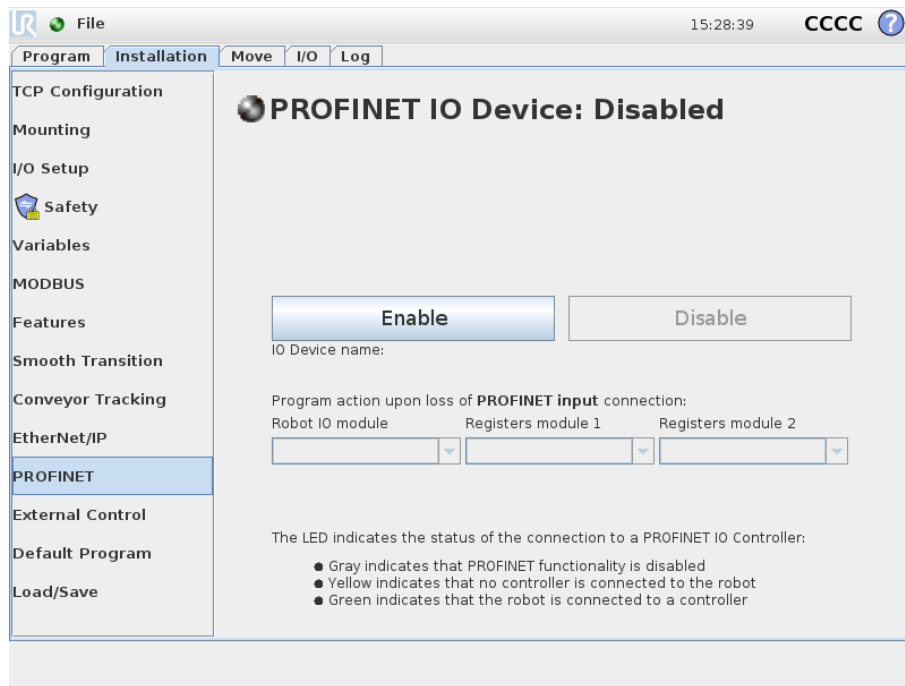 UR File 15:28:39 CCCC ?
Program Installation Move I/O Log
TCP Configuration
Mounting
I/O Setup
Safety
Variables
MODBUS
Features
Smooth Transition
Conveyor Tracking
EtherNet/IP
PROFINET
External Control
Default Program
Load/Save
PROFINET IO Device: Disabled
Enable Disable
IO Device name:
Program action upon loss of PROFINET input connection:
Robot IO module Registers module 1 Registers module 2
The LED indicates the status of the connection to a PROFINET IO Controller:
Gray indicates that PROFINET functionality is disabled
Yellow indicates that no controller is connected to the robot
Green indicates that the robot is connected to a controller